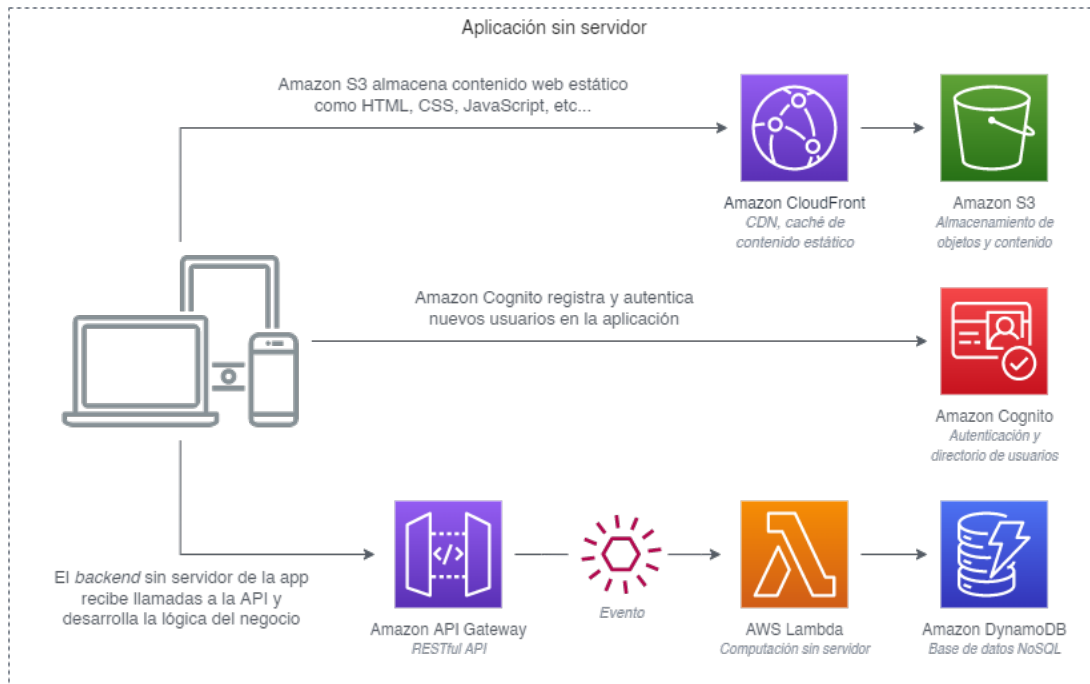 Aplicación sin servidor
Amazon S3 almacena contenido web estático
como HTML, CSS, JavaScript, etc...
Amazon CloudFront
CDN, caché de
contenido estático
Amazon S3
Almacenamiento de
objetos y contenido
Amazon Cognito registra y autentica
nuevos usuarios en la aplicación
Amazon Cognito
Autenticación y
directorio de usuarios
El backend sin servidor de la app
recibe llamadas a la API y
desarrolla la lógica del negocio
</>
Amazon API Gateway
RESTful API
Evento
AWS Lambda
Computación sin servidor
Amazon DynamoDB
Base de datos NoSQL